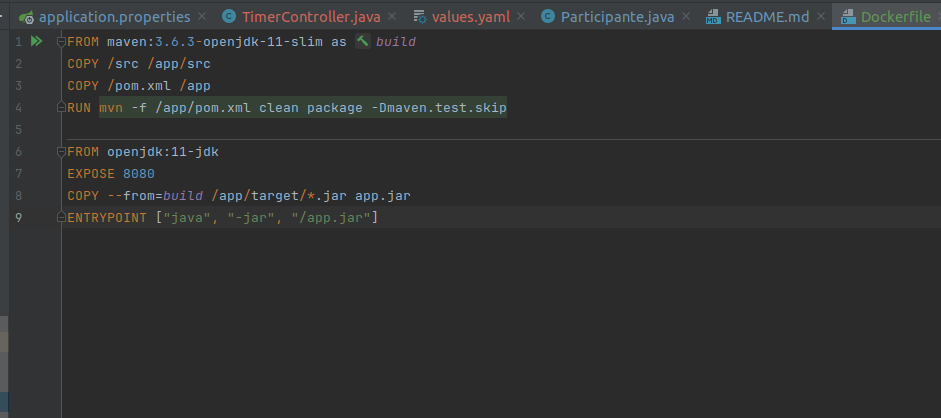 application.properties TimerController.java values.yaml Participante.java README.md Dockerfile
1 FROM maven:3.6.3-openjdk-11-slim as build
2 COPY /src /app/src
3 COPY /pom.xml /app
4 RUN mvn -f /app/pom.xml clean package -Dmaven.test.skip
5
6 FROM openjdk:11-jdk
7 EXPOSE 8080
8 COPY --from=build /app/target/*.jar app.jar
9 ENTRYPOINT ["java", "-jar", "/app.jar"]